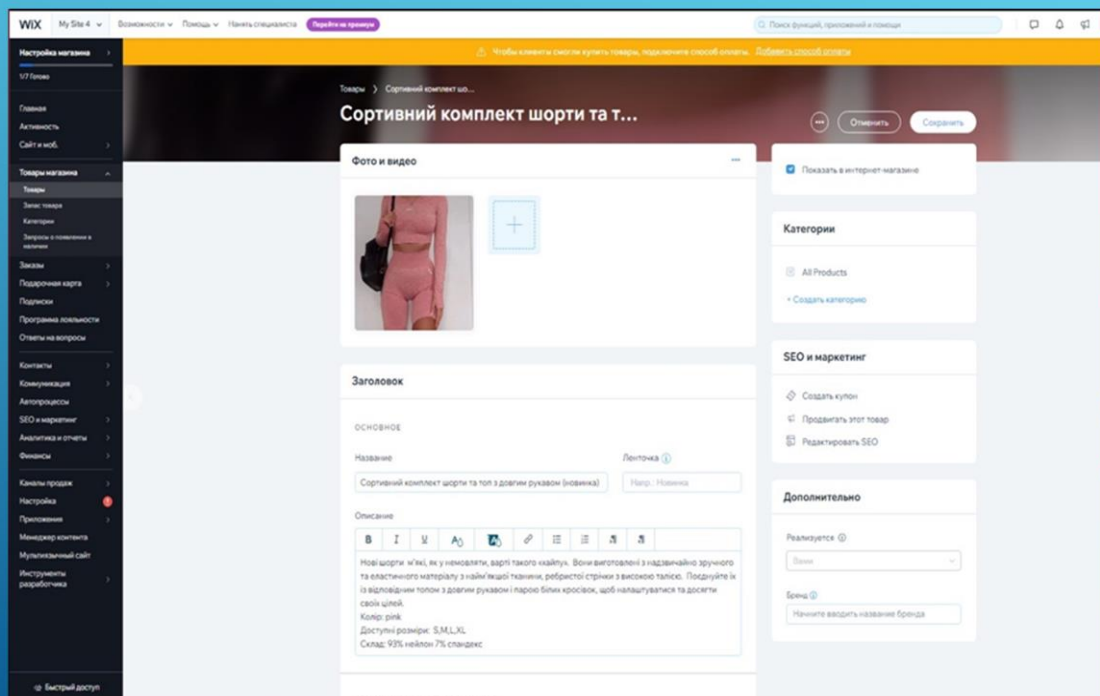 WiX My Site 4 Возможности Помощь Нанять специалиста Перейти на премиум Поиск функций, приложений и помощи
Чтобы клиенты смогли купить товары, подключите способ оплаты. Добавить способ оплаты
Настройка магазина
1/7 Готово
Главная
Активность
Сайт и моб.
Товары магазина
Товары
Запас товара
Категории
Запросы о появлении в
наличии
Заказы
Подарочная карта
Подписки
Программа лояльности
Ответы на вопросы
Контакты
Коммуникация
Автопроцессы
SEO и маркетинг
Аналитика и отчеты
Финансы
Каналы продаж
Настройка
Приложения
Менеджер контента
Мультиязычный сайт
Инструменты
разработчика
Быстрый доступ
Товары > Сортивний комплект шо...
Сортивний комплект шорти та т...
Отменить Сохранить
Фото и видео
Заголовок
ОСНОВНОЕ
Название Ленточка
Сортивний комплект шорти та топ з довгим рукавом (новинка) Напр.: Новинка
Описание
B I U A A
Нові шорти м'які, як у немовляти, варті такого «хайпу». Вони виготовлені з надзвичайно зручного
та еластичного матеріалу з найм'якшої тканини, ребристої стрічки з високою талією. Поєднуйте їх
із відповідним топом з довгим рукавом і парою білих кросівок, щоб налаштуватися та досягти
своїх цілей.
Колір: pink
Доступні розміри: S,M,L,XL
Склад: 93% нейлон 7% спандекс
Показать в интернет-магазине
Категории
All Products
+ Создать категорию
SEO и маркетинг
Создать купон
Продвигать этот товар
Редактировать SEO
Дополнительно
Реализуется
Вами
Бренд
Начните вводить название бренда